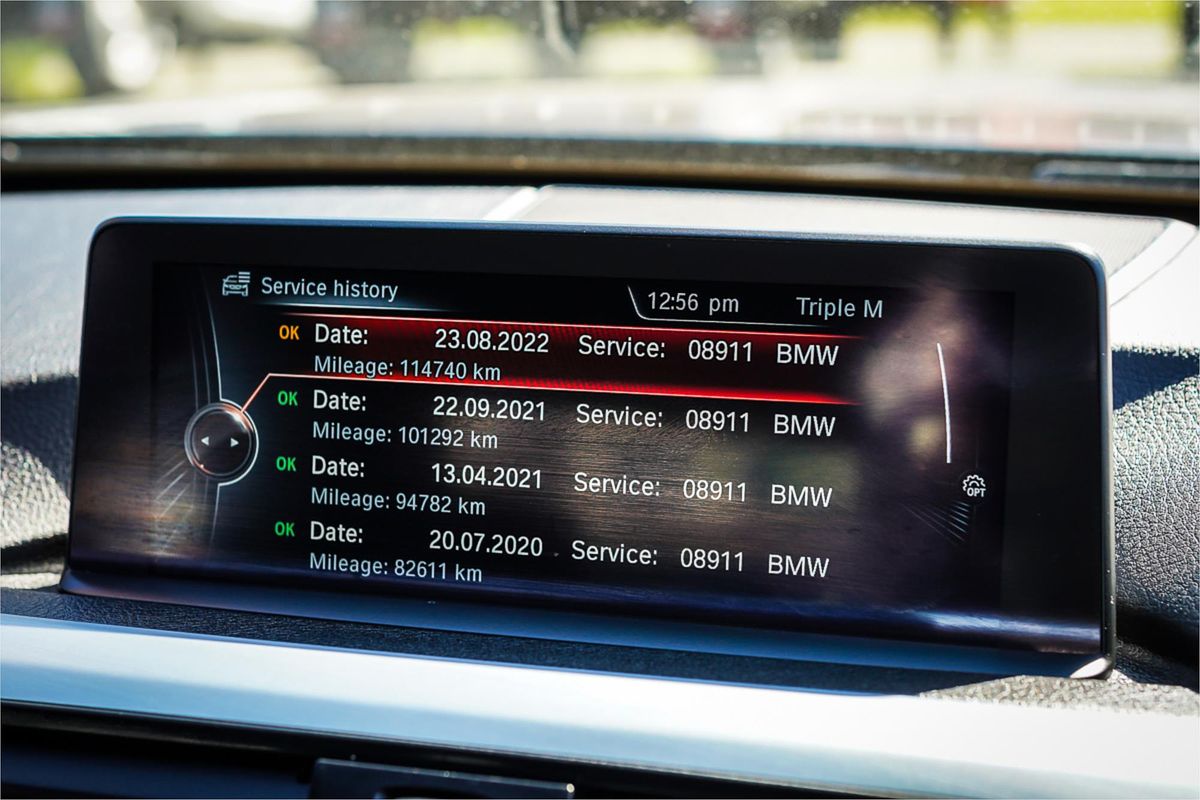 Service history 12:56 pm Triple M
OK Date: 23.08.2022 Service: 08911 BMW
Mileage: 114740 km
OK Date: 22.09.2021 Service: 08911 BMW
Mileage: 101292 km
OK Date: 13.04.2021 Service: 08911 BMW
Mileage: 94782 km
OPT
OK Date: 20.07.2020 Service: 08911 BMW
Mileage: 82611 km